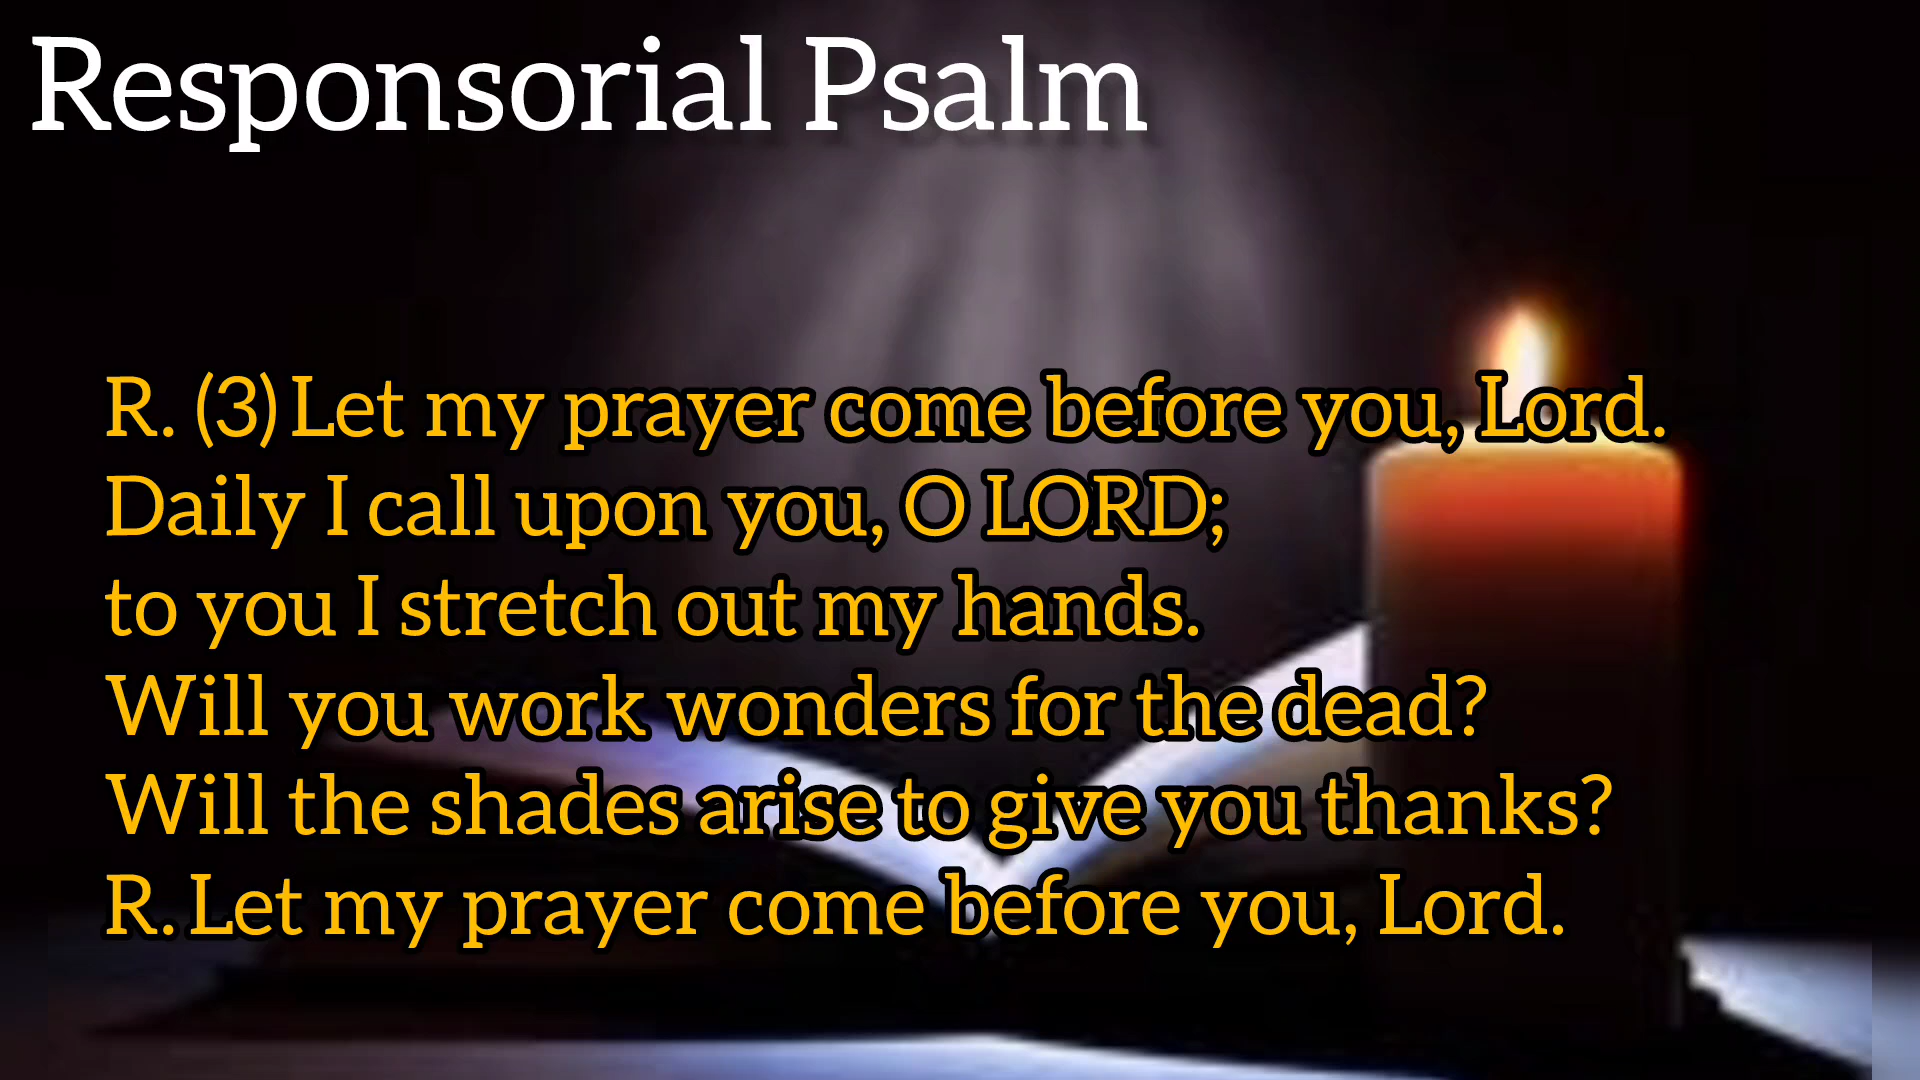 Responsorial Psalm
R. (3) Let my prayer come before you, Lord.
Daily I call upon you, O LORD;
to you I stretch out my hands.
Will you work wonders for the dead?
Will the shades arise to give you thanks?
R. Let my prayer come before you, Lord.